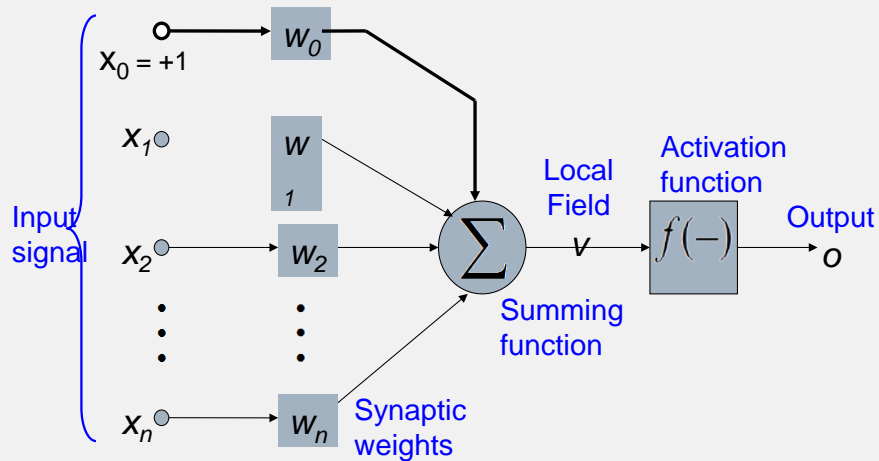 x0 = +1
w0
x1
w
1
Input
signal
x2
w2
xn
wn
Synaptic
weights
∑
Summing
function
Local
Field
v
Activation
function
f(−)
Output
o